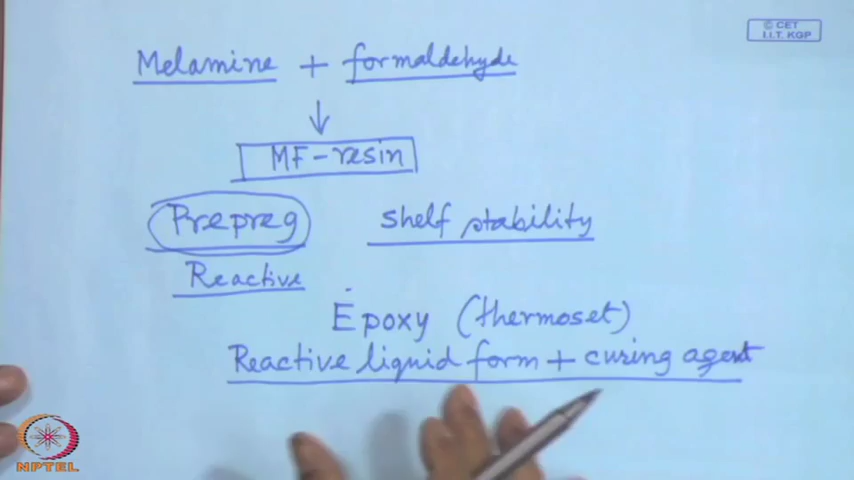 © CET
I.I.T. KGP
Melamine + formaldehyde
↓
MF-resin
Prepreg shelf stability
Reactive
Epoxy (thermoset)
Reactive liquid form + curing agent
NPTEL